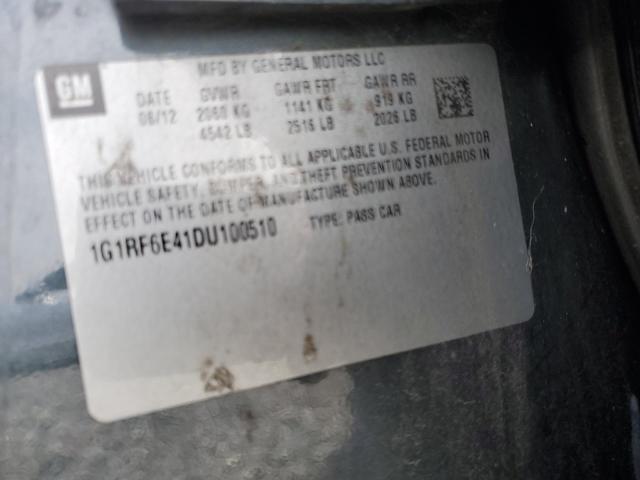 GM
MFD BY GENERAL MOTORS LLC
DATE GVWR GAWR FRT GAWR RR
08/12 2060 KG 1141 KG 919 KG
4542 LB 2516 LB 2026 LB
THIS VEHICLE CONFORMS TO ALL APPLICABLE U.S. FEDERAL MOTOR
VEHICLE SAFETY, BUMPER, AND THEFT PREVENTION STANDARDS IN
EFFECT ON THE DATE OF MANUFACTURE SHOWN ABOVE.
1G1RF6E41DU100510 TYPE: PASS CAR